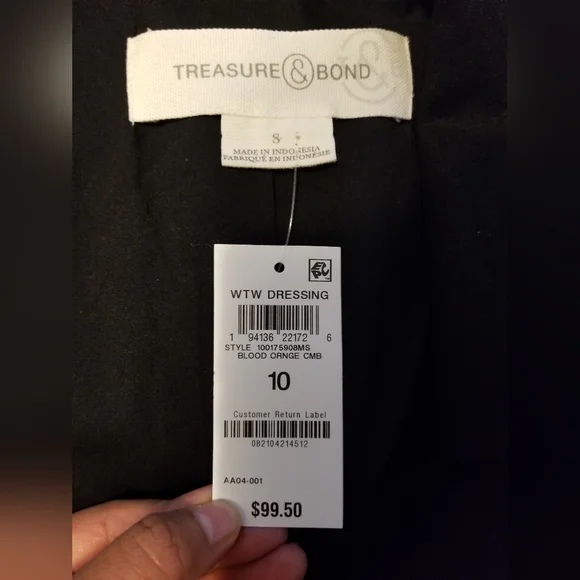 TREASURE & BOND
S
MADE IN INDONESIA
FABRIQUÉ EN INDONÉSIE
WTW DRESSING
1 94136 22172 6
STYLE 100175908MS
BLOOD ORNGE CMB
10
Customer Return Label
082104214512
AA04-001
$99.50